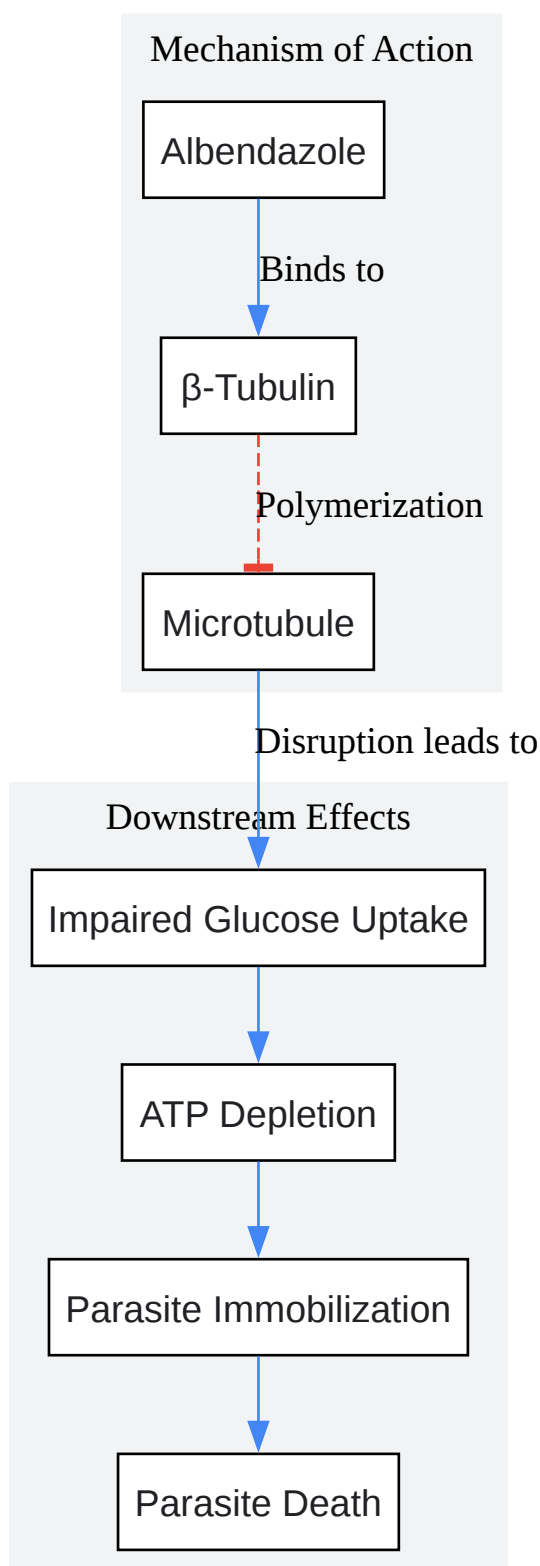 Mechanism of Action
Albendazole
Binds to
β-Tubulin
Polymerization
Microtubule
Disruption leads to
Downstream Effects
Impaired Glucose Uptake
ATP Depletion
Parasite Immobilization
Parasite Death